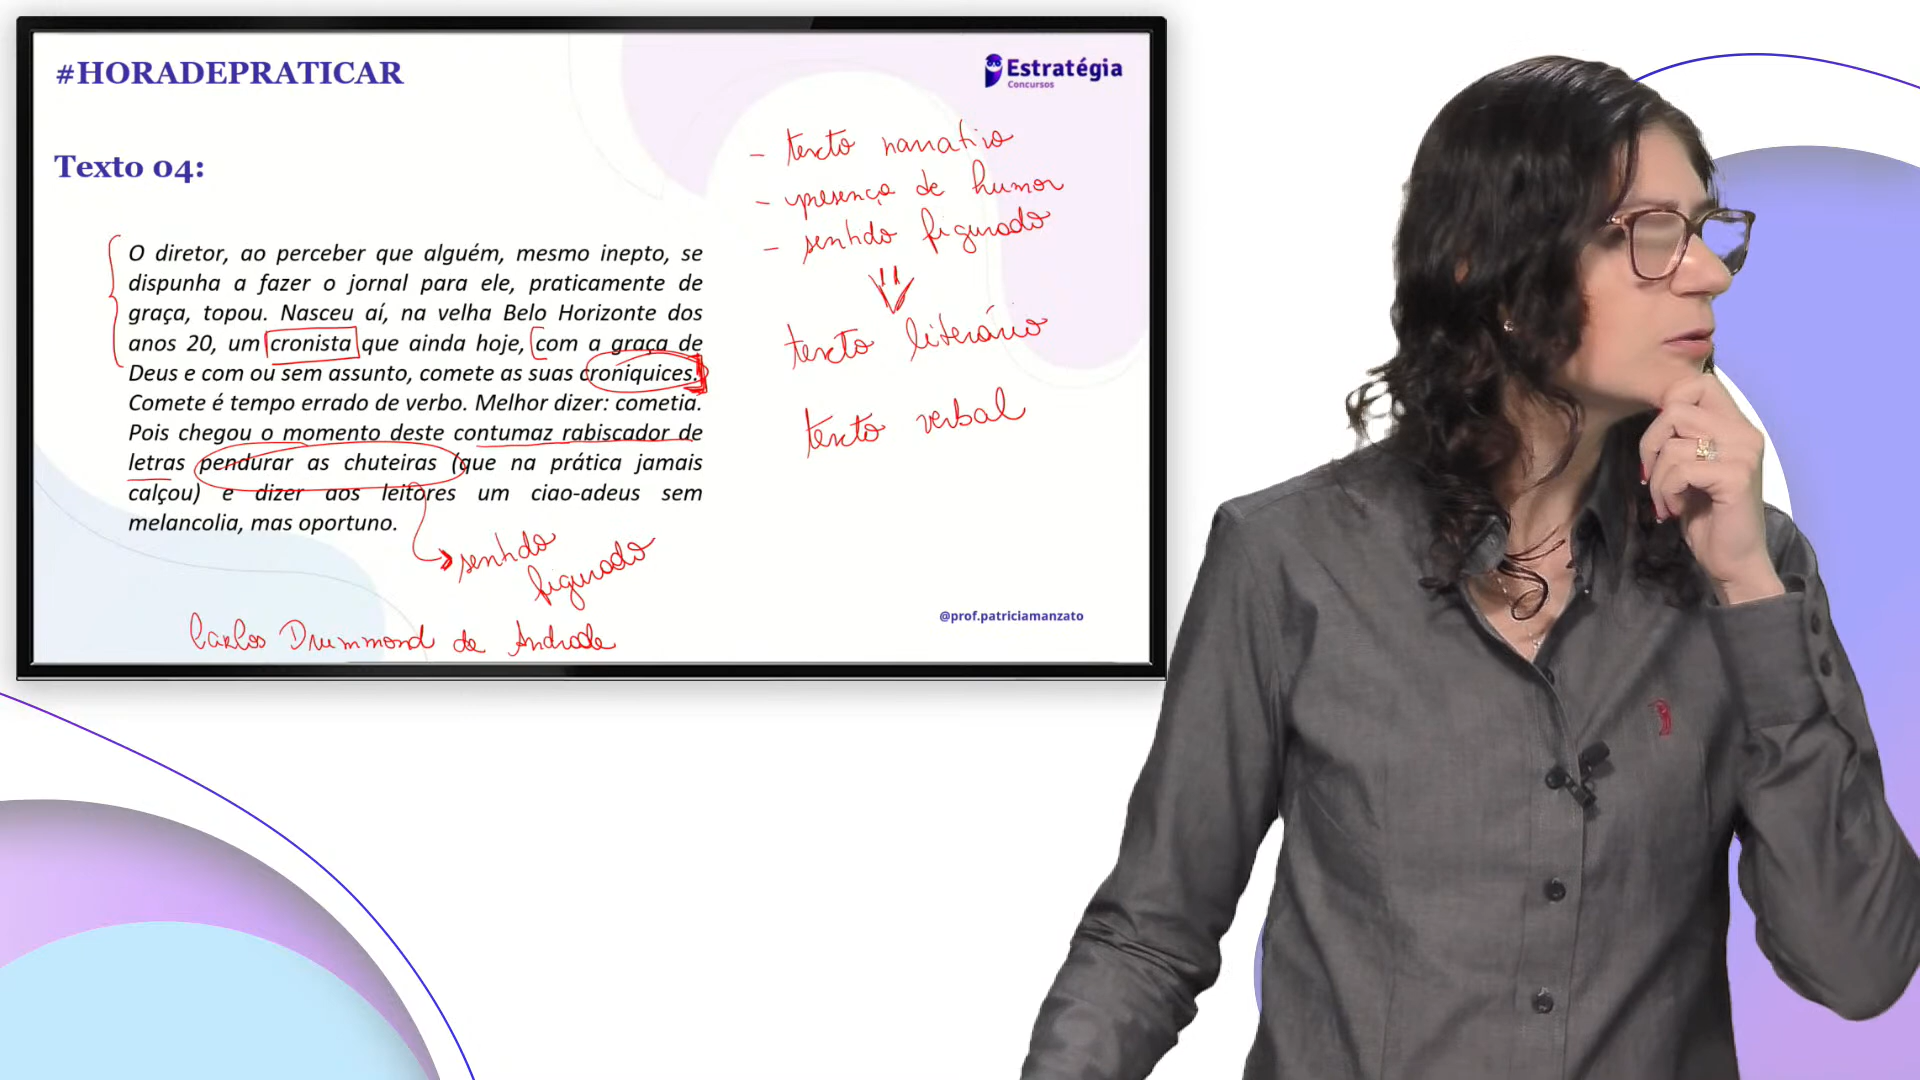 #HORADEPRATICAR
Estratégia
Concursos
Texto 04:
O diretor, ao perceber que alguém, mesmo inepto, se
dispunha a fazer o jornal para ele, praticamente de
graça, topou. Nasceu aí, na velha Belo Horizonte dos
anos 20, um cronista que ainda hoje, com a graça de
Deus e com ou sem assunto, comete as suas croniquices.
Comete é tempo errado de verbo. Melhor dizer: cometia.
Pois chegou o momento deste contumaz rabiscador de
letras pendurar as chuteiras (que na prática jamais
calçou) e dizer aos leitores um ciao-adeus sem
melancolia, mas oportuno.
sentido
figurado
Carlos Drummond de Andrade
- texto narrativo
- presença de humor
- sentido figurado
texto literário
texto verbal
@prof.patriciamanzato